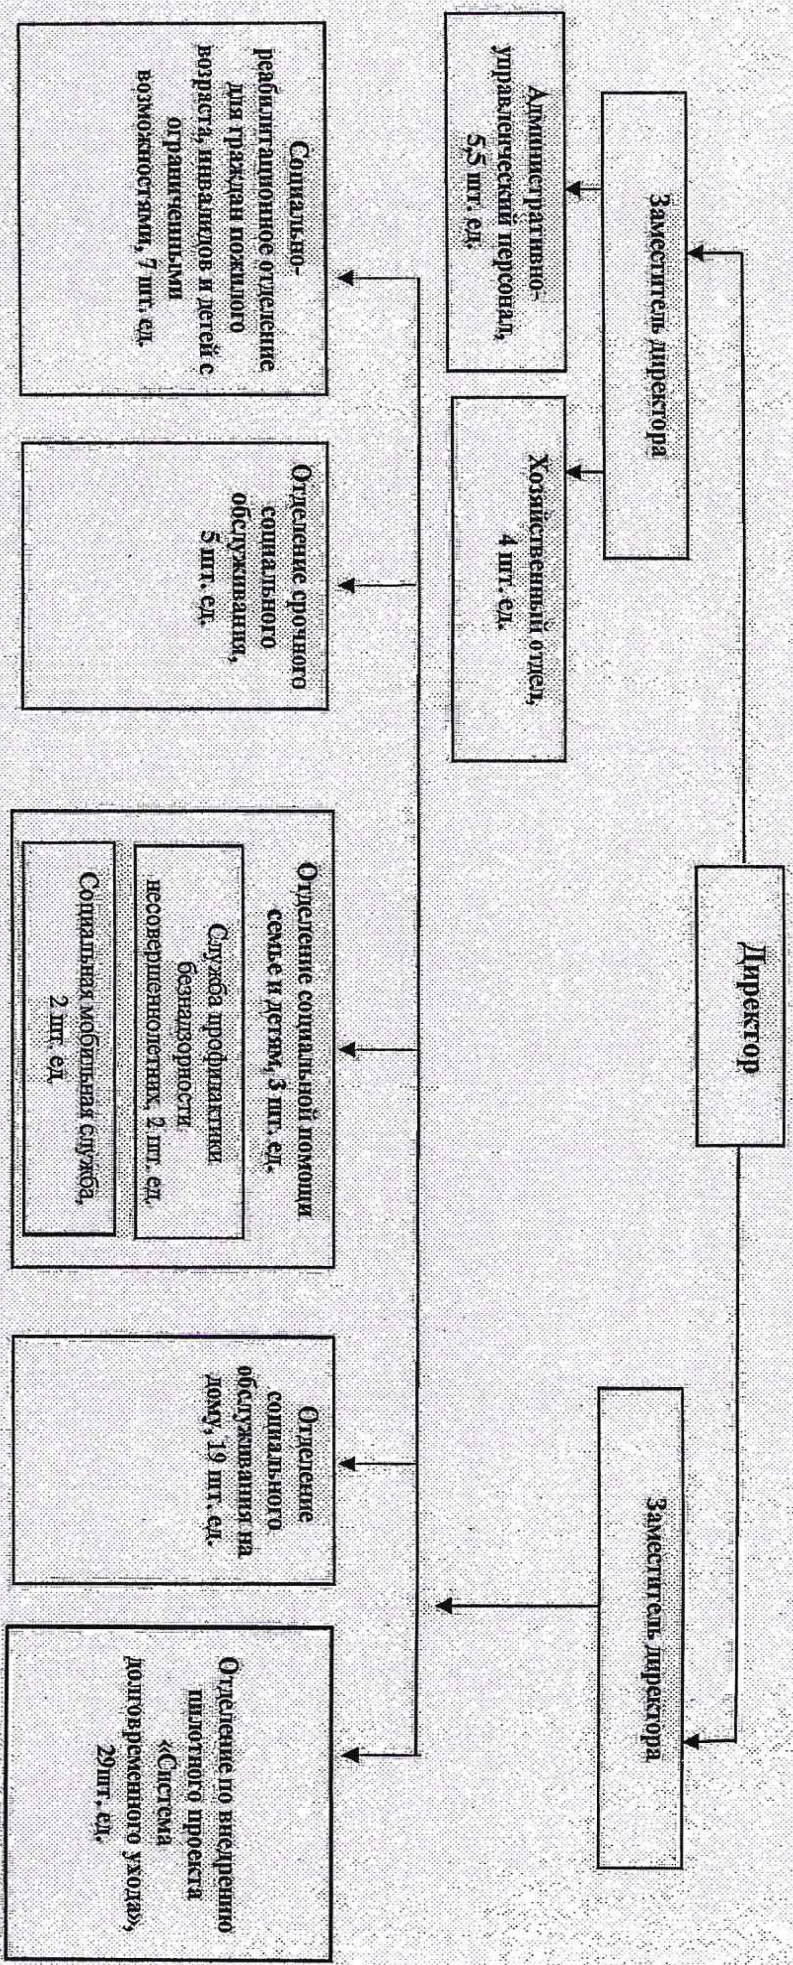 Директор
Заместитель директора
Заместитель директора
Административно-
управленческий персонал,
5,5 шт. ед.
Хозяйственный отдел,
4 шт. ед.
Социально-
реабилитационное отделение
для граждан пожилого
возраста, инвалидов и детей с
ограниченными
возможностями, 7 шт. ед.
Отделение срочного
социального
обслуживания,
5 шт. ед.
Отделение социальной помощи
семье и детям, 3 шт. ед.
Служба профилактики
безнадзорности
несовершеннолетних, 2 шт. ед.
Социальная мобильная служба,
2 шт. ед
Отделение
социального
обслуживания на
дому, 19 шт. ед.
Отделение по внедрению
пилотного проекта
«Система
долговременного ухода»,
29шт. ед.